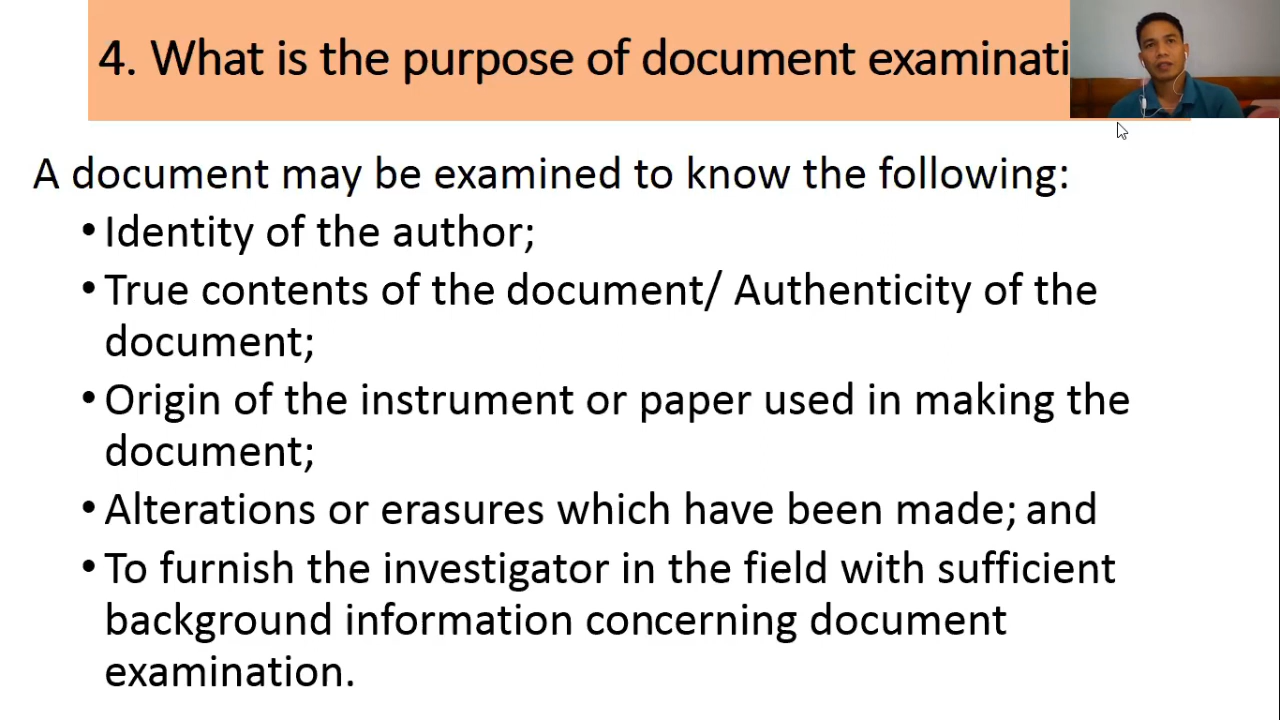 4. What is the purpose of document examinati
A document may be examined to know the following:
•Identity of the author;
•True contents of the document/ Authenticity of the
document;
•Origin of the instrument or paper used in making the
document;
•Alterations or erasures which have been made; and
•To furnish the investigator in the field with sufficient
background information concerning document
examination.